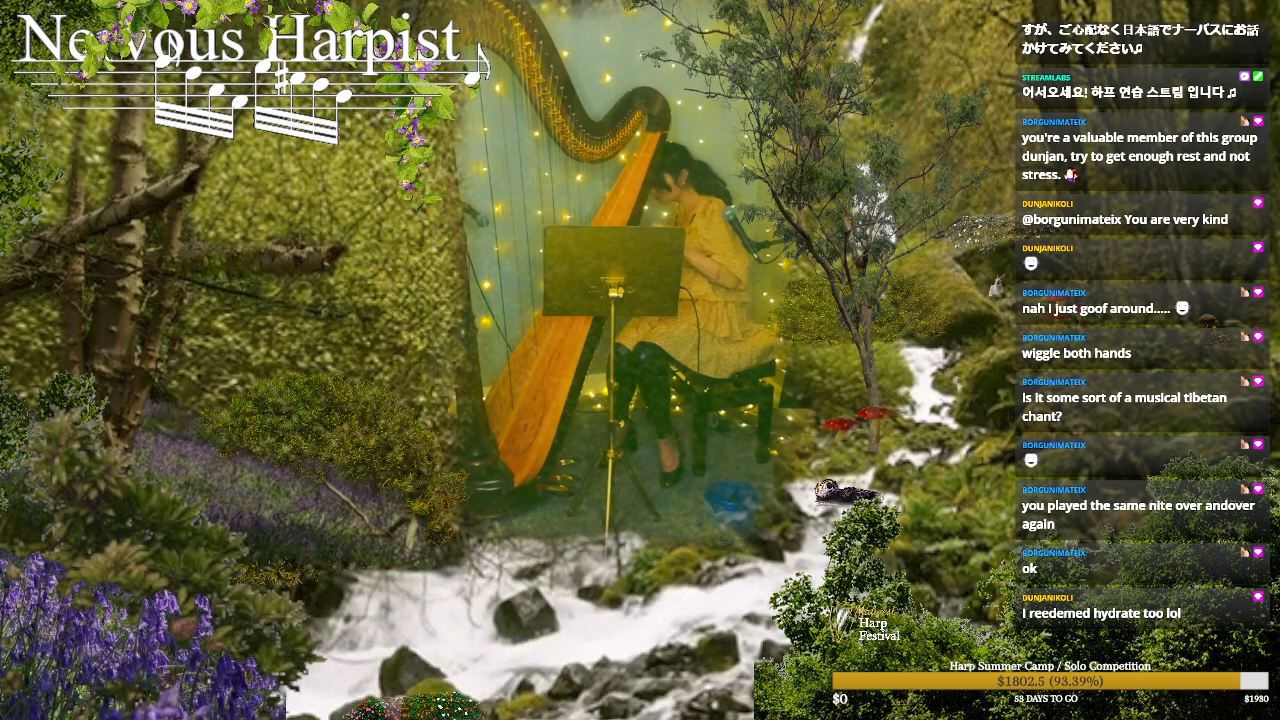 Nervous Harpist
すが、ご心配なく日本語でナーバスにお話
かけてみてください♫
STREAMLABS
어서오세요! 하프 연습 스트림 입니다 ♫
BORGUNIMATEIX
you're a valuable member of this group
dunjan, try to get enough rest and not
stress.
DUNJANIKOLI
@borgunimateix You are very kind
DUNJANIKOLI
BORGUNIMATEIX
nah I just goof around.....
BORGUNIMATEIX
wiggle both hands
BORGUNIMATEIX
is it some sort of a musical tibetan
chant?
BORGUNIMATEIX
BORGUNIMATEIX
you played the same nite over andover
again
BORGUNIMATEIX
ok
DUNJANIKOLI
I reedemed hydrate too lol
Harp
Festival
Harp Summer Camp / Solo Competition
$1802.5 (93.39%)
$0
53 DAYS TO GO
$1930